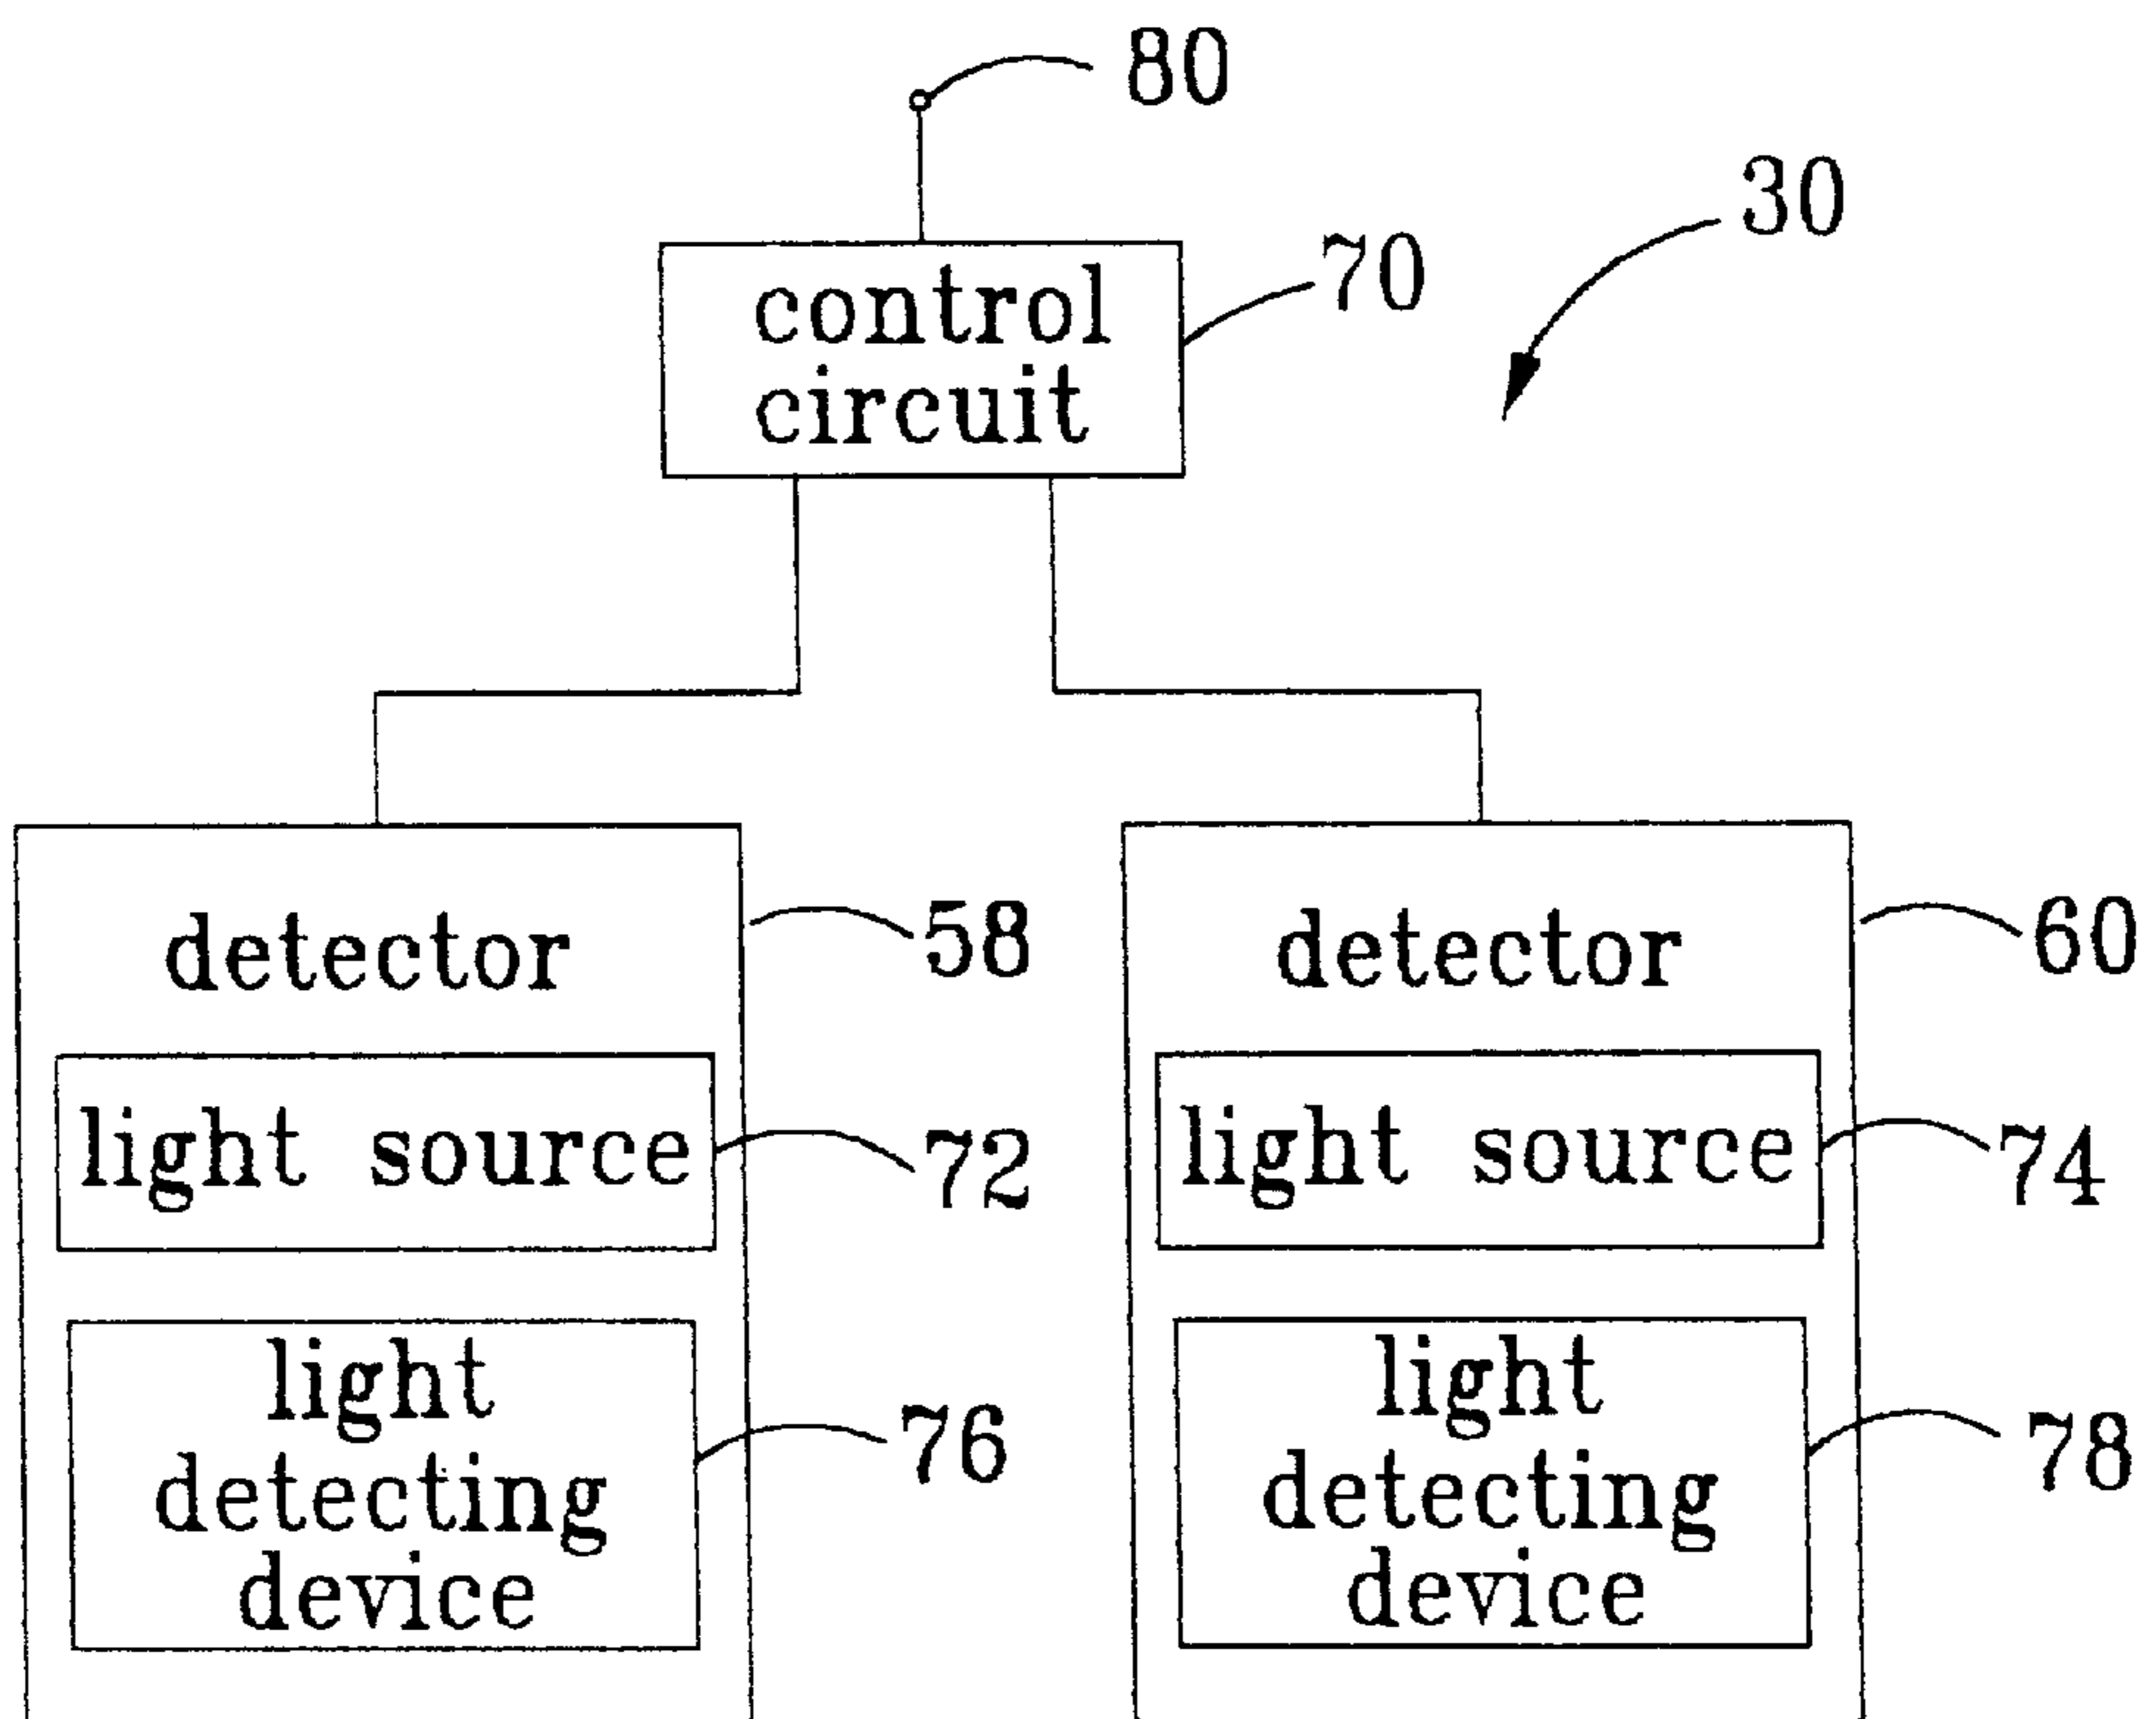 80
30
70
control
circuit
detector
58
detector
60
light source
72
light source
74
light
detecting
device
76
light
detecting
device
78